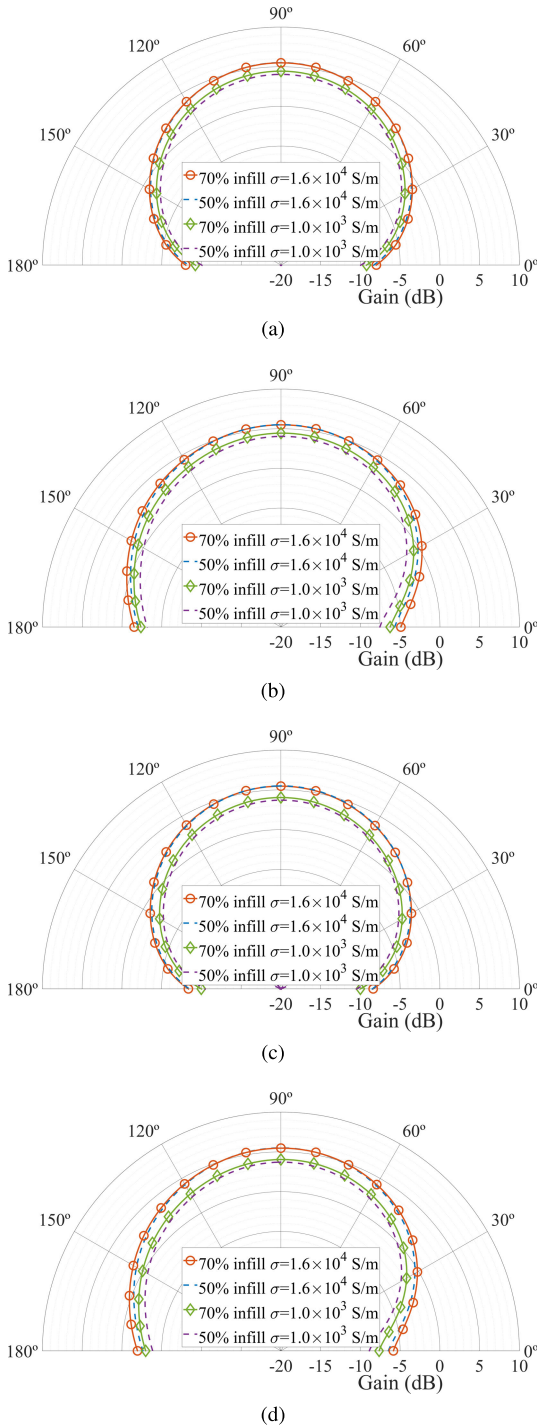 90º
120º
60º
150º
30º
70% infill σ=1.6×10⁴ S/m
50% infill σ=1.6×10⁴ S/m
70% infill σ=1.0×10³ S/m
50% infill σ=1.0×10³ S/m
180º
0º
-20 -15 -10 -5 0 5 10
Gain (dB)
(a)
90º
120º
60º
150º
30º
70% infill σ=1.6×10⁴ S/m
50% infill σ=1.6×10⁴ S/m
70% infill σ=1.0×10³ S/m
50% infill σ=1.0×10³ S/m
180º
0º
-20 -15 -10 -5 0 5 10
Gain (dB)
(b)
90º
120º
60º
150º
30º
70% infill σ=1.6×10⁴ S/m
50% infill σ=1.6×10⁴ S/m
70% infill σ=1.0×10³ S/m
50% infill σ=1.0×10³ S/m
180º
0º
-20 -15 -10 -5 0 5 10
Gain (dB)
(c)
90º
120º
60º
150º
30º
70% infill σ=1.6×10⁴ S/m
50% infill σ=1.6×10⁴ S/m
70% infill σ=1.0×10³ S/m
50% infill σ=1.0×10³ S/m
180º
0º
-20 -15 -10 -5 0 5 10
Gain (dB)
(d)